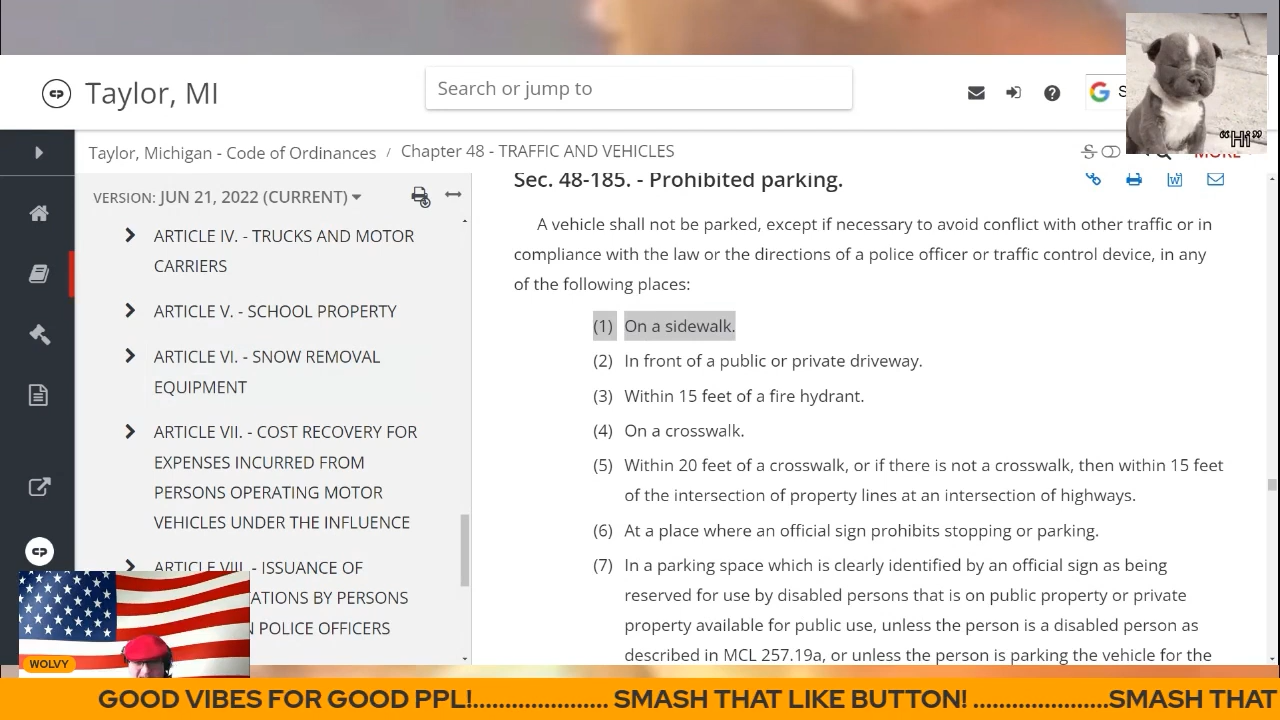 Taylor, MI
Search or jump to
G S
"Hi"
Taylor, Michigan - Code of Ordinances / Chapter 48 - TRAFFIC AND VEHICLES
MORE
VERSION: JUN 21, 2022 (CURRENT)
ARTICLE IV. - TRUCKS AND MOTOR
CARRIERS
ARTICLE V. - SCHOOL PROPERTY
ARTICLE VI. - SNOW REMOVAL
EQUIPMENT
ARTICLE VII. - COST RECOVERY FOR
EXPENSES INCURRED FROM
PERSONS OPERATING MOTOR
VEHICLES UNDER THE INFLUENCE
ARTICLE VIII. - ISSUANCE OF
ATIONS BY PERSONS
N POLICE OFFICERS
Sec. 48-185. - Prohibited parking.
A vehicle shall not be parked, except if necessary to avoid conflict with other traffic or in
compliance with the law or the directions of a police officer or traffic control device, in any
of the following places:
(1) On a sidewalk.
(2) In front of a public or private driveway.
(3) Within 15 feet of a fire hydrant.
(4) On a crosswalk.
(5) Within 20 feet of a crosswalk, or if there is not a crosswalk, then within 15 feet
of the intersection of property lines at an intersection of highways.
(6) At a place where an official sign prohibits stopping or parking.
(7) In a parking space which is clearly identified by an official sign as being
reserved for use by disabled persons that is on public property or private
property available for public use, unless the person is a disabled person as
described in MCL 257.19a, or unless the person is parking the vehicle for the
WOLVY
GOOD VIBES FOR GOOD PPL!.................... SMASH THAT LIKE BUTTON! ....................SMASH THAT